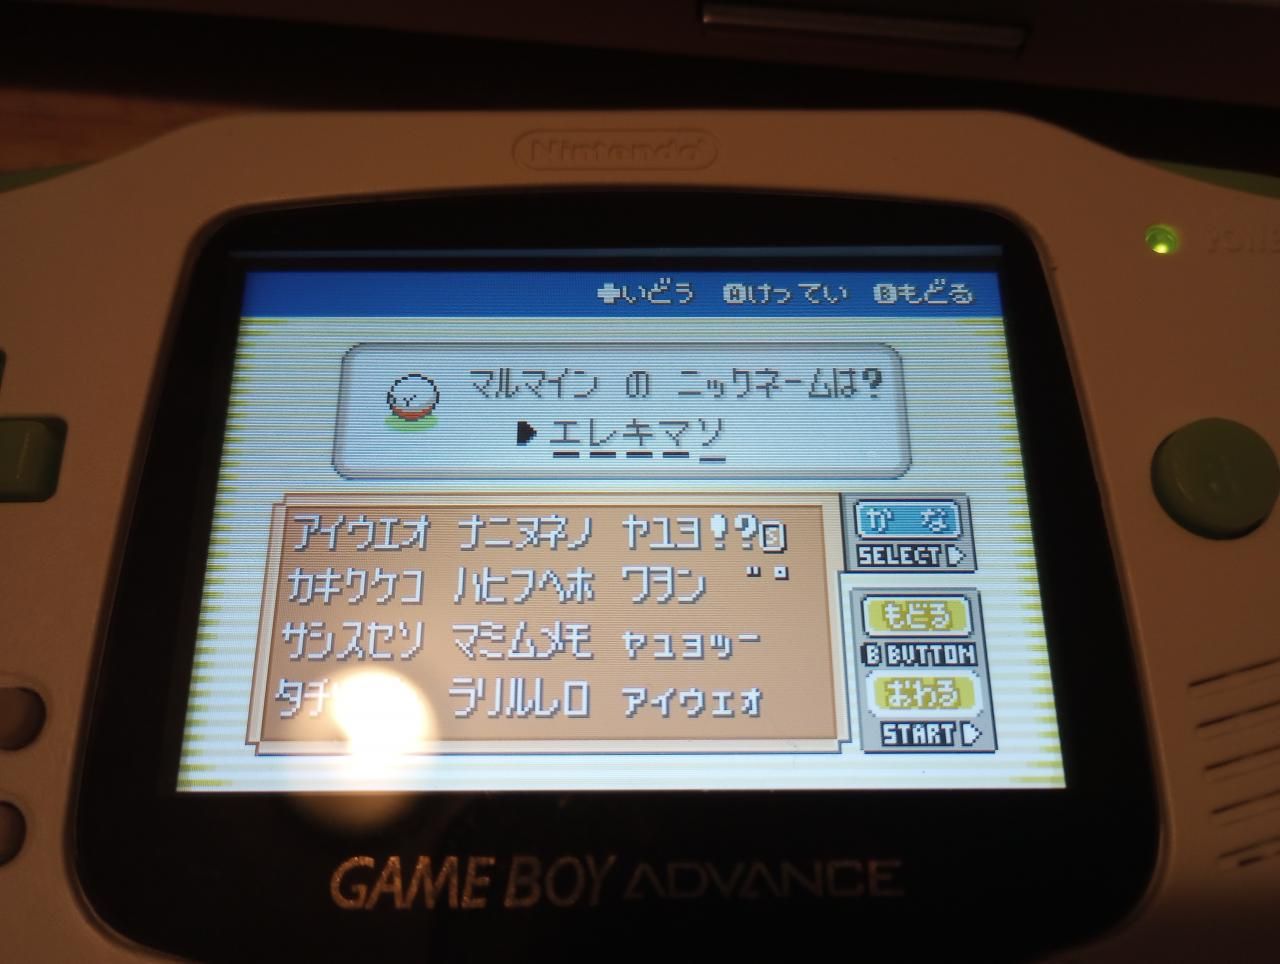 Nintendo
POWER
いどう Aけってい Bもどる
マルマイン の ニックネームは?
エレキマソ
アイウエオ ナニヌネノ ヤユヨ!?S
カキクケコ ハヒフヘホ ワヲン ゛゜
サシスセソ マミムメモ ャュョッー
タチ ラリルレロ ァィゥェォ
かな
SELECT
もどる
B BUTTON
おわる
START
GAME BOY ADVANCE